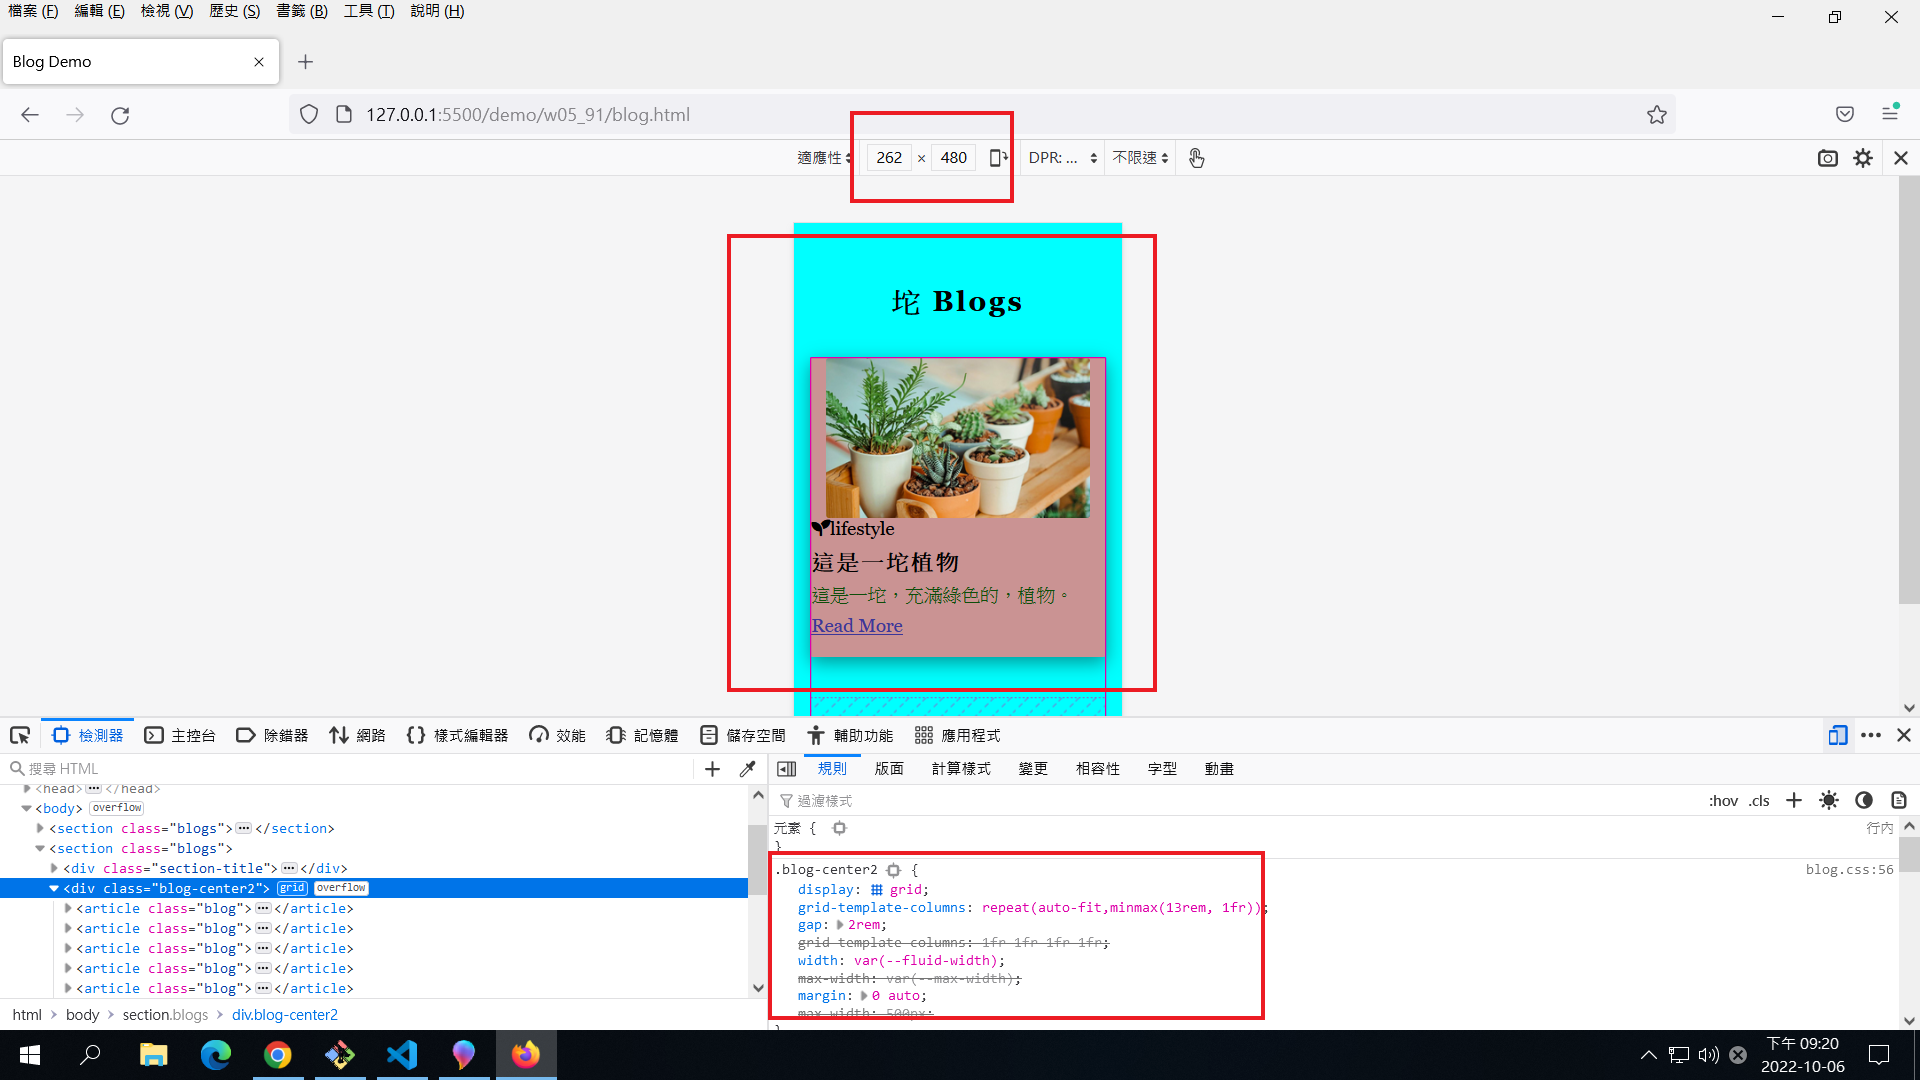 檔案 (F) 編輯 (E) 檢視 (V) 歷史 (S) 書籤 (B) 工具 (T) 說明 (H)
Blog Demo
127.0.0.1:5500/demo/w05_91/blog.html
適應性 262 × 480 DPR: ... 不限速
坨 Blogs
lifestyle
這是一坨植物
這是一坨，充滿綠色的，植物。
Read More
檢測器 主控台 除錯器 網路 樣式編輯器 效能 記憶體 儲存空間 輔助功能 應用程式
搜尋 HTML
<head> ... </head>
<body> overflow
<section class="blogs"> ... </section>
<section class="blogs">
<div class="section-title"> ... </div>
<div class="blog-center2"> grid overflow
<article class="blog"> ... </article>
<article class="blog"> ... </article>
<article class="blog"> ... </article>
<article class="blog"> ... </article>
<article class="blog"> ... </article>
html body section.blogs div.blog-center2
規則 版面 計算樣式 變更 相容性 字型 動畫
過濾樣式 :hov .cls
元素 { 行內
}
.blog-center2 { blog.css:56
display: grid;
grid-template-columns: repeat(auto-fit,minmax(13rem, 1fr));
gap: 2rem;
grid-template-columns: 1fr 1fr 1fr 1fr;
width: var(--fluid-width);
max-width: var(--max-width);
margin: 0 auto;
max-width: 500px;
}
下午 09:20
2022-10-06